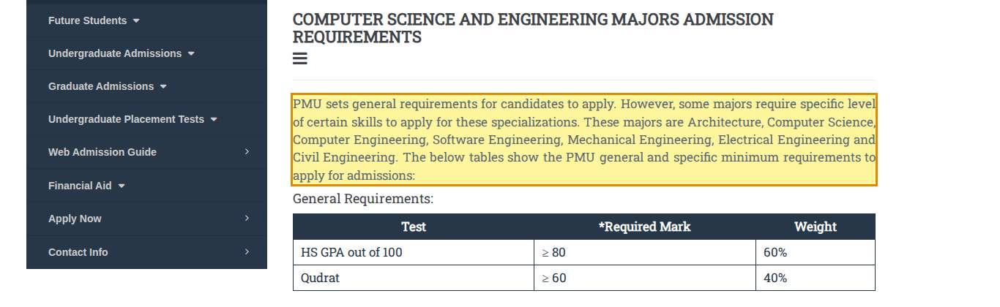 Future Students
Undergraduate Admissions
Graduate Admissions
Undergraduate Placement Tests
Web Admission Guide
Financial Aid
Apply Now
Contact Info
COMPUTER SCIENCE AND ENGINEERING MAJORS ADMISSION
REQUIREMENTS
PMU sets general requirements for candidates to apply. However, some majors require specific level
of certain skills to apply for these specializations. These majors are Architecture, Computer Science,
Computer Engineering, Software Engineering, Mechanical Engineering, Electrical Engineering and
Civil Engineering. The below tables show the PMU general and specific minimum requirements to
apply for admissions:
General Requirements:
Test *Required Mark Weight
HS GPA out of 100 ≥ 80 60%
Qudrat ≥ 60 40%